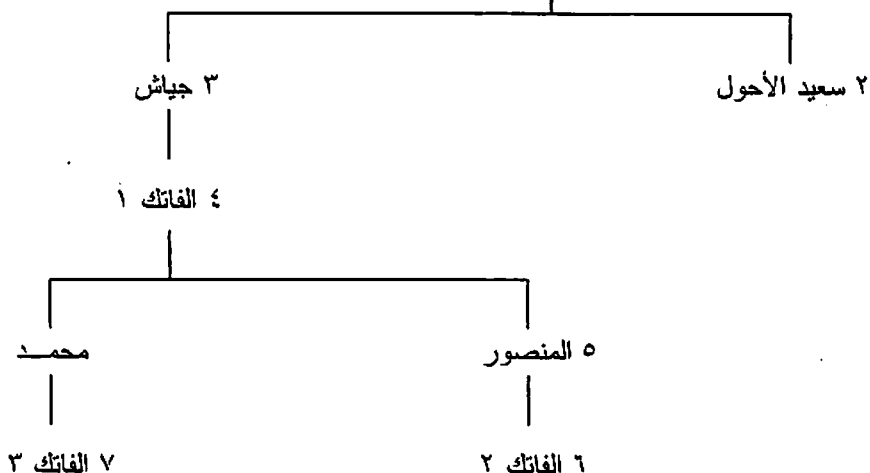 ٢ سعيد الأحول
٣ جياش
٤ الفاتك ١
٥ المنصور
محمد
٦ الفاتك ٢
٧ الفاتك ٣